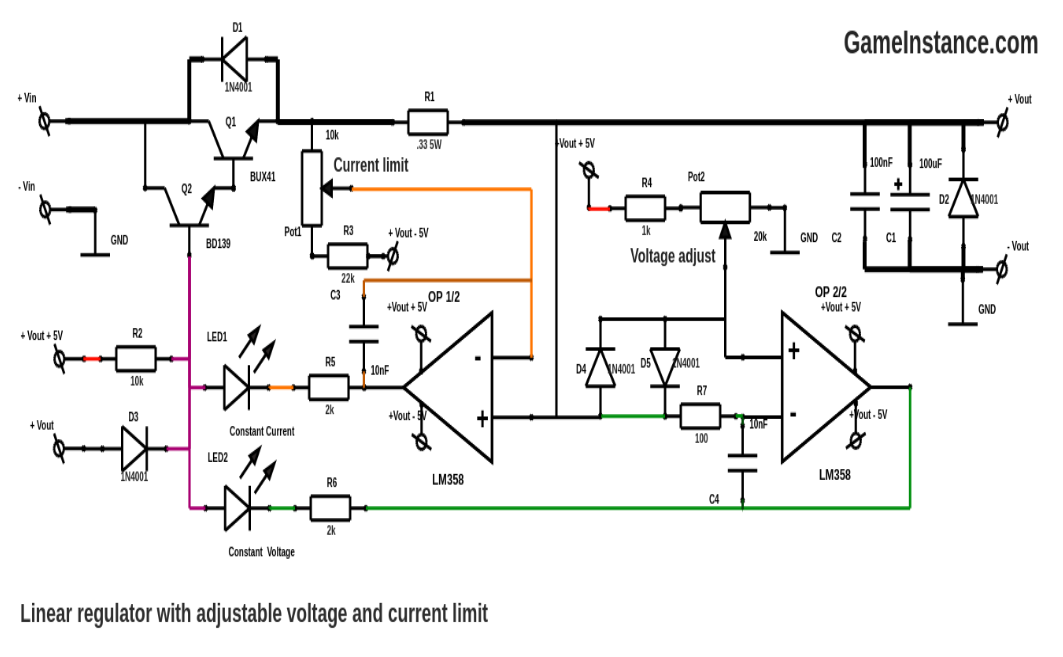 D1
GameInstance.com
1N4001
+ Vin
R1
+ Vout
Q1
10k
.33 5W
+Vout + 5V
Current limit
100nF
100uF
BUX41
Pot2
- Vin
Q2
R4
+
D2
1N4001
Pot1
R3
+ Vout - 5V
1k
20k
GND
C2
C1
GND
BD139
- Vout
Voltage adjust
22k
C3
OP 1/2
OP 2/2
+Vout + 5V
+Vout + 5V
GND
+ Vout + 5V
R2
LED1
-
+
R5
10nF
D4
1N4001
D5
1N4001
10k
R7
2k
+Vout - 5V
+
-
+Vout - 5V
+ Vout
D3
Constant Current
100
10nF
LED2
1N4001
LM358
LM358
R6
C4
2k
Constant Voltage
Linear regulator with adjustable voltage and current limit